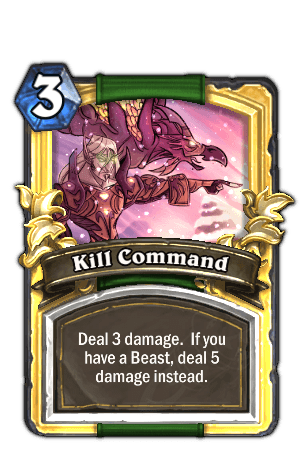 3
Kill Command
Deal 3 damage. If you
have a Beast, deal 5
damage instead.